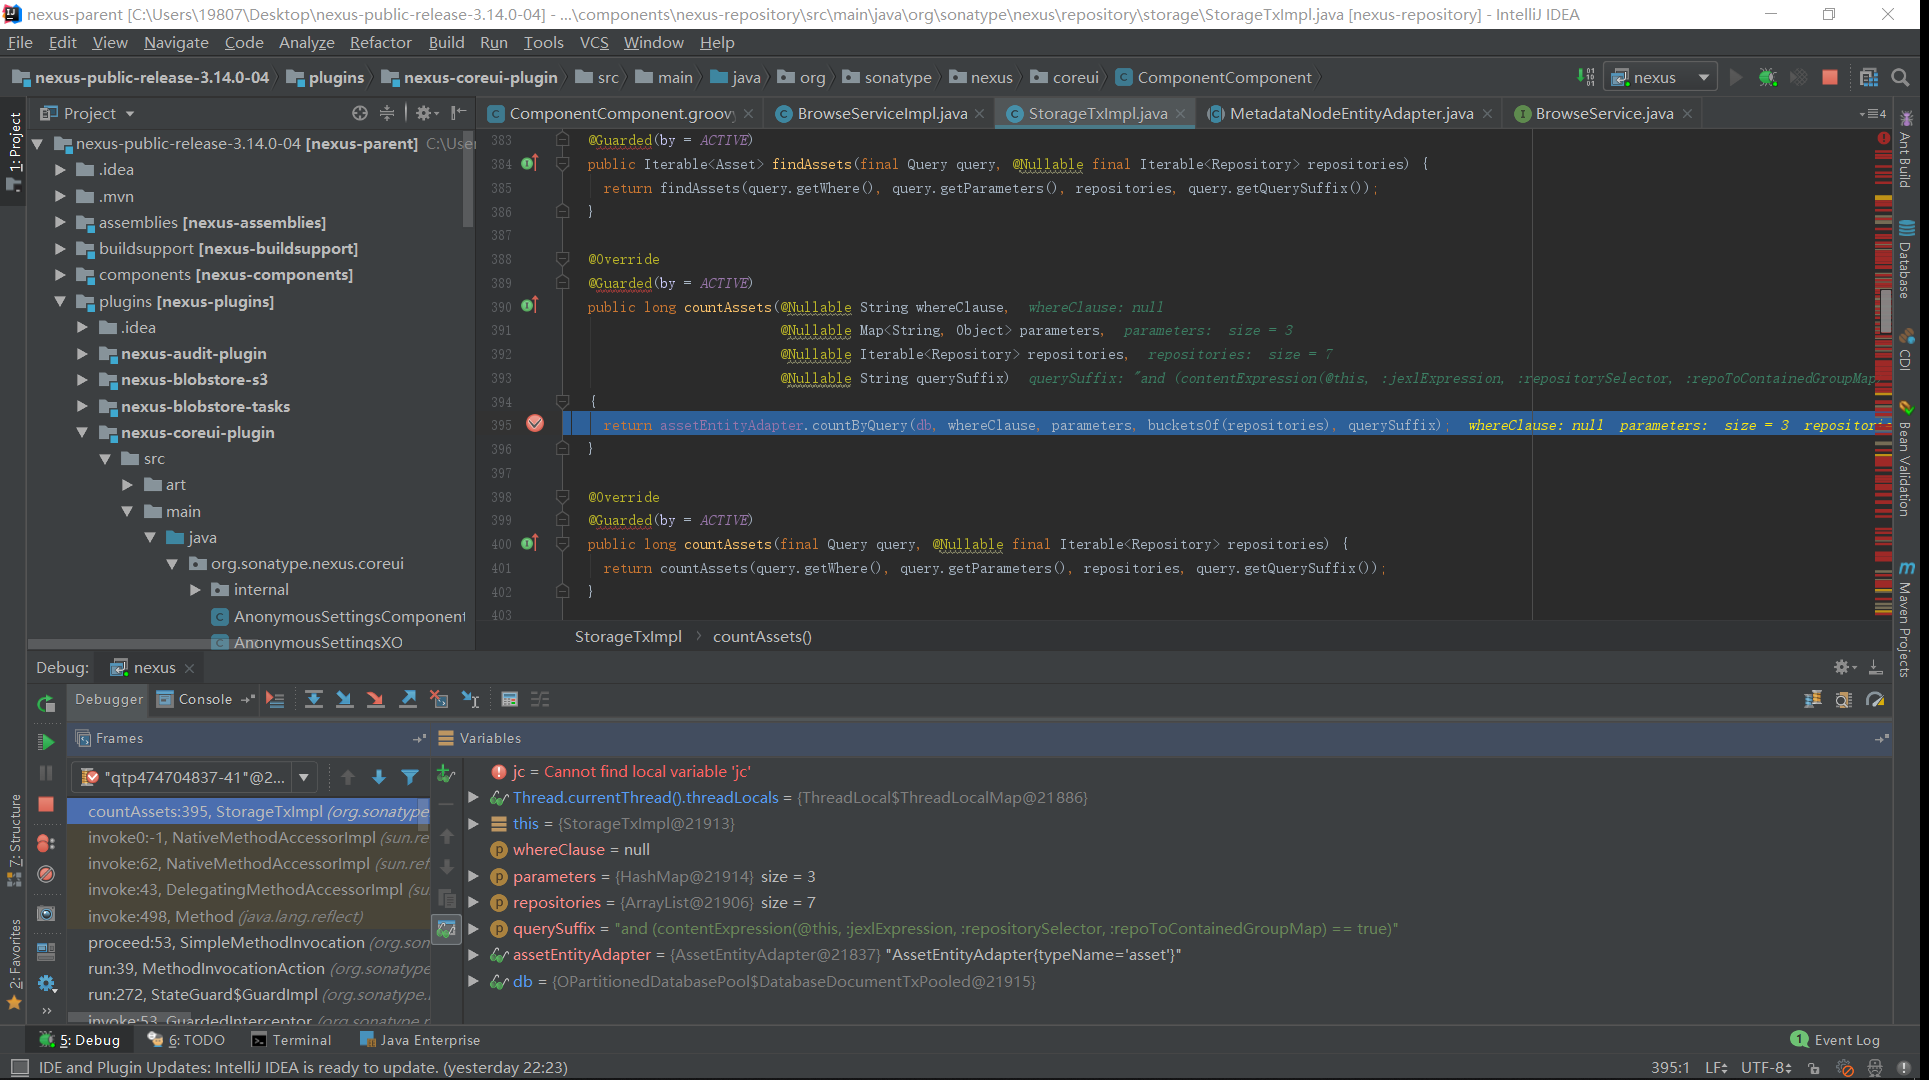 nexus-parent [C:\Users\19807\Desktop\nexus-public-release-3.14.0-04] - ...\components\nexus-repository\src\main\java\org\sonatype\nexus\repository\storage\StorageTxImpl.java [nexus-repository] - IntelliJ IDEA
File Edit View Navigate Code Analyze Refactor Build Run Tools VCS Window Help
nexus-public-release-3.14.0-04 plugins nexus-coreui-plugin src main java org sonatype nexus coreui ComponentComponent nexus
Project
ComponentComponent.groovy BrowseServiceImpl.java StorageTxImpl.java MetadataNodeEntityAdapter.java BrowseService.java 4
1: Project
nexus-public-release-3.14.0-04 [nexus-parent] C:\Use
.idea
.mvn
assemblies [nexus-assemblies]
buildsupport [nexus-buildsupport]
components [nexus-components]
plugins [nexus-plugins]
.idea
nexus-audit-plugin
nexus-blobstore-s3
nexus-blobstore-tasks
nexus-coreui-plugin
src
art
main
java
org.sonatype.nexus.coreui
internal
AnonymousSettingsComponent
AnonymousSettingsXO
383 @Guarded(by = ACTIVE)
384 public Iterable<Asset> findAssets(final Query query, @Nullable final Iterable<Repository> repositories) {
385 return findAssets(query.getWhere(), query.getParameters(), repositories, query.getQuerySuffix());
386 }
387
388 @Override
389 @Guarded(by = ACTIVE)
390 public long countAssets(@Nullable String whereClause, whereClause: null
391 @Nullable Map<String, Object> parameters, parameters: size = 3
392 @Nullable Iterable<Repository> repositories, repositories: size = 7
393 @Nullable String querySuffix) querySuffix: "and (contentExpression(@this, :jexlExpression, :repositorySelector, :repoToContainedGroupMap)
394 {
395 return assetEntityAdapter.countByQuery(db, whereClause, parameters, bucketsOf(repositories), querySuffix); whereClause: null parameters: size = 3 repositor
396 }
397
398 @Override
399 @Guarded(by = ACTIVE)
400 public long countAssets(final Query query, @Nullable final Iterable<Repository> repositories) {
401 return countAssets(query.getWhere(), query.getParameters(), repositories, query.getQuerySuffix());
402 }
403
StorageTxImpl countAssets()
Ant Build
Database
CDI
Bean Validation
Maven Projects
Debug: nexus
Debugger Console
Frames
Variables
"qtp474704837-41"@2...
countAssets:395, StorageTxImpl (org.sonatype
invoke0:-1, NativeMethodAccessorImpl (sun.re
invoke:62, NativeMethodAccessorImpl (sun.ref
invoke:43, DelegatingMethodAccessorImpl (su
invoke:498, Method (java.lang.reflect)
proceed:53, SimpleMethodInvocation (org.son
run:39, MethodInvocationAction (org.sonatype
run:272, StateGuard$GuardImpl (org.sonatype.
invoke:53, GuardedInterceptor (org.sonatype.r
jc = Cannot find local variable 'jc'
Thread.currentThread().threadLocals = {ThreadLocal$ThreadLocalMap@21886}
this = {StorageTxImpl@21913}
whereClause = null
parameters = {HashMap@21914} size = 3
repositories = {ArrayList@21906} size = 7
querySuffix = "and (contentExpression(@this, :jexlExpression, :repositorySelector, :repoToContainedGroupMap) == true)"
assetEntityAdapter = {AssetEntityAdapter@21837} "AssetEntityAdapter{typeName='asset'}"
db = {OPartitionedDatabasePool$DatabaseDocumentTxPooled@21915}
7: Structure
2: Favorites
5: Debug 6: TODO Terminal Java Enterprise 1 Event Log
IDE and Plugin Updates: IntelliJ IDEA is ready to update. (yesterday 22:23) 395:1 LF UTF-8